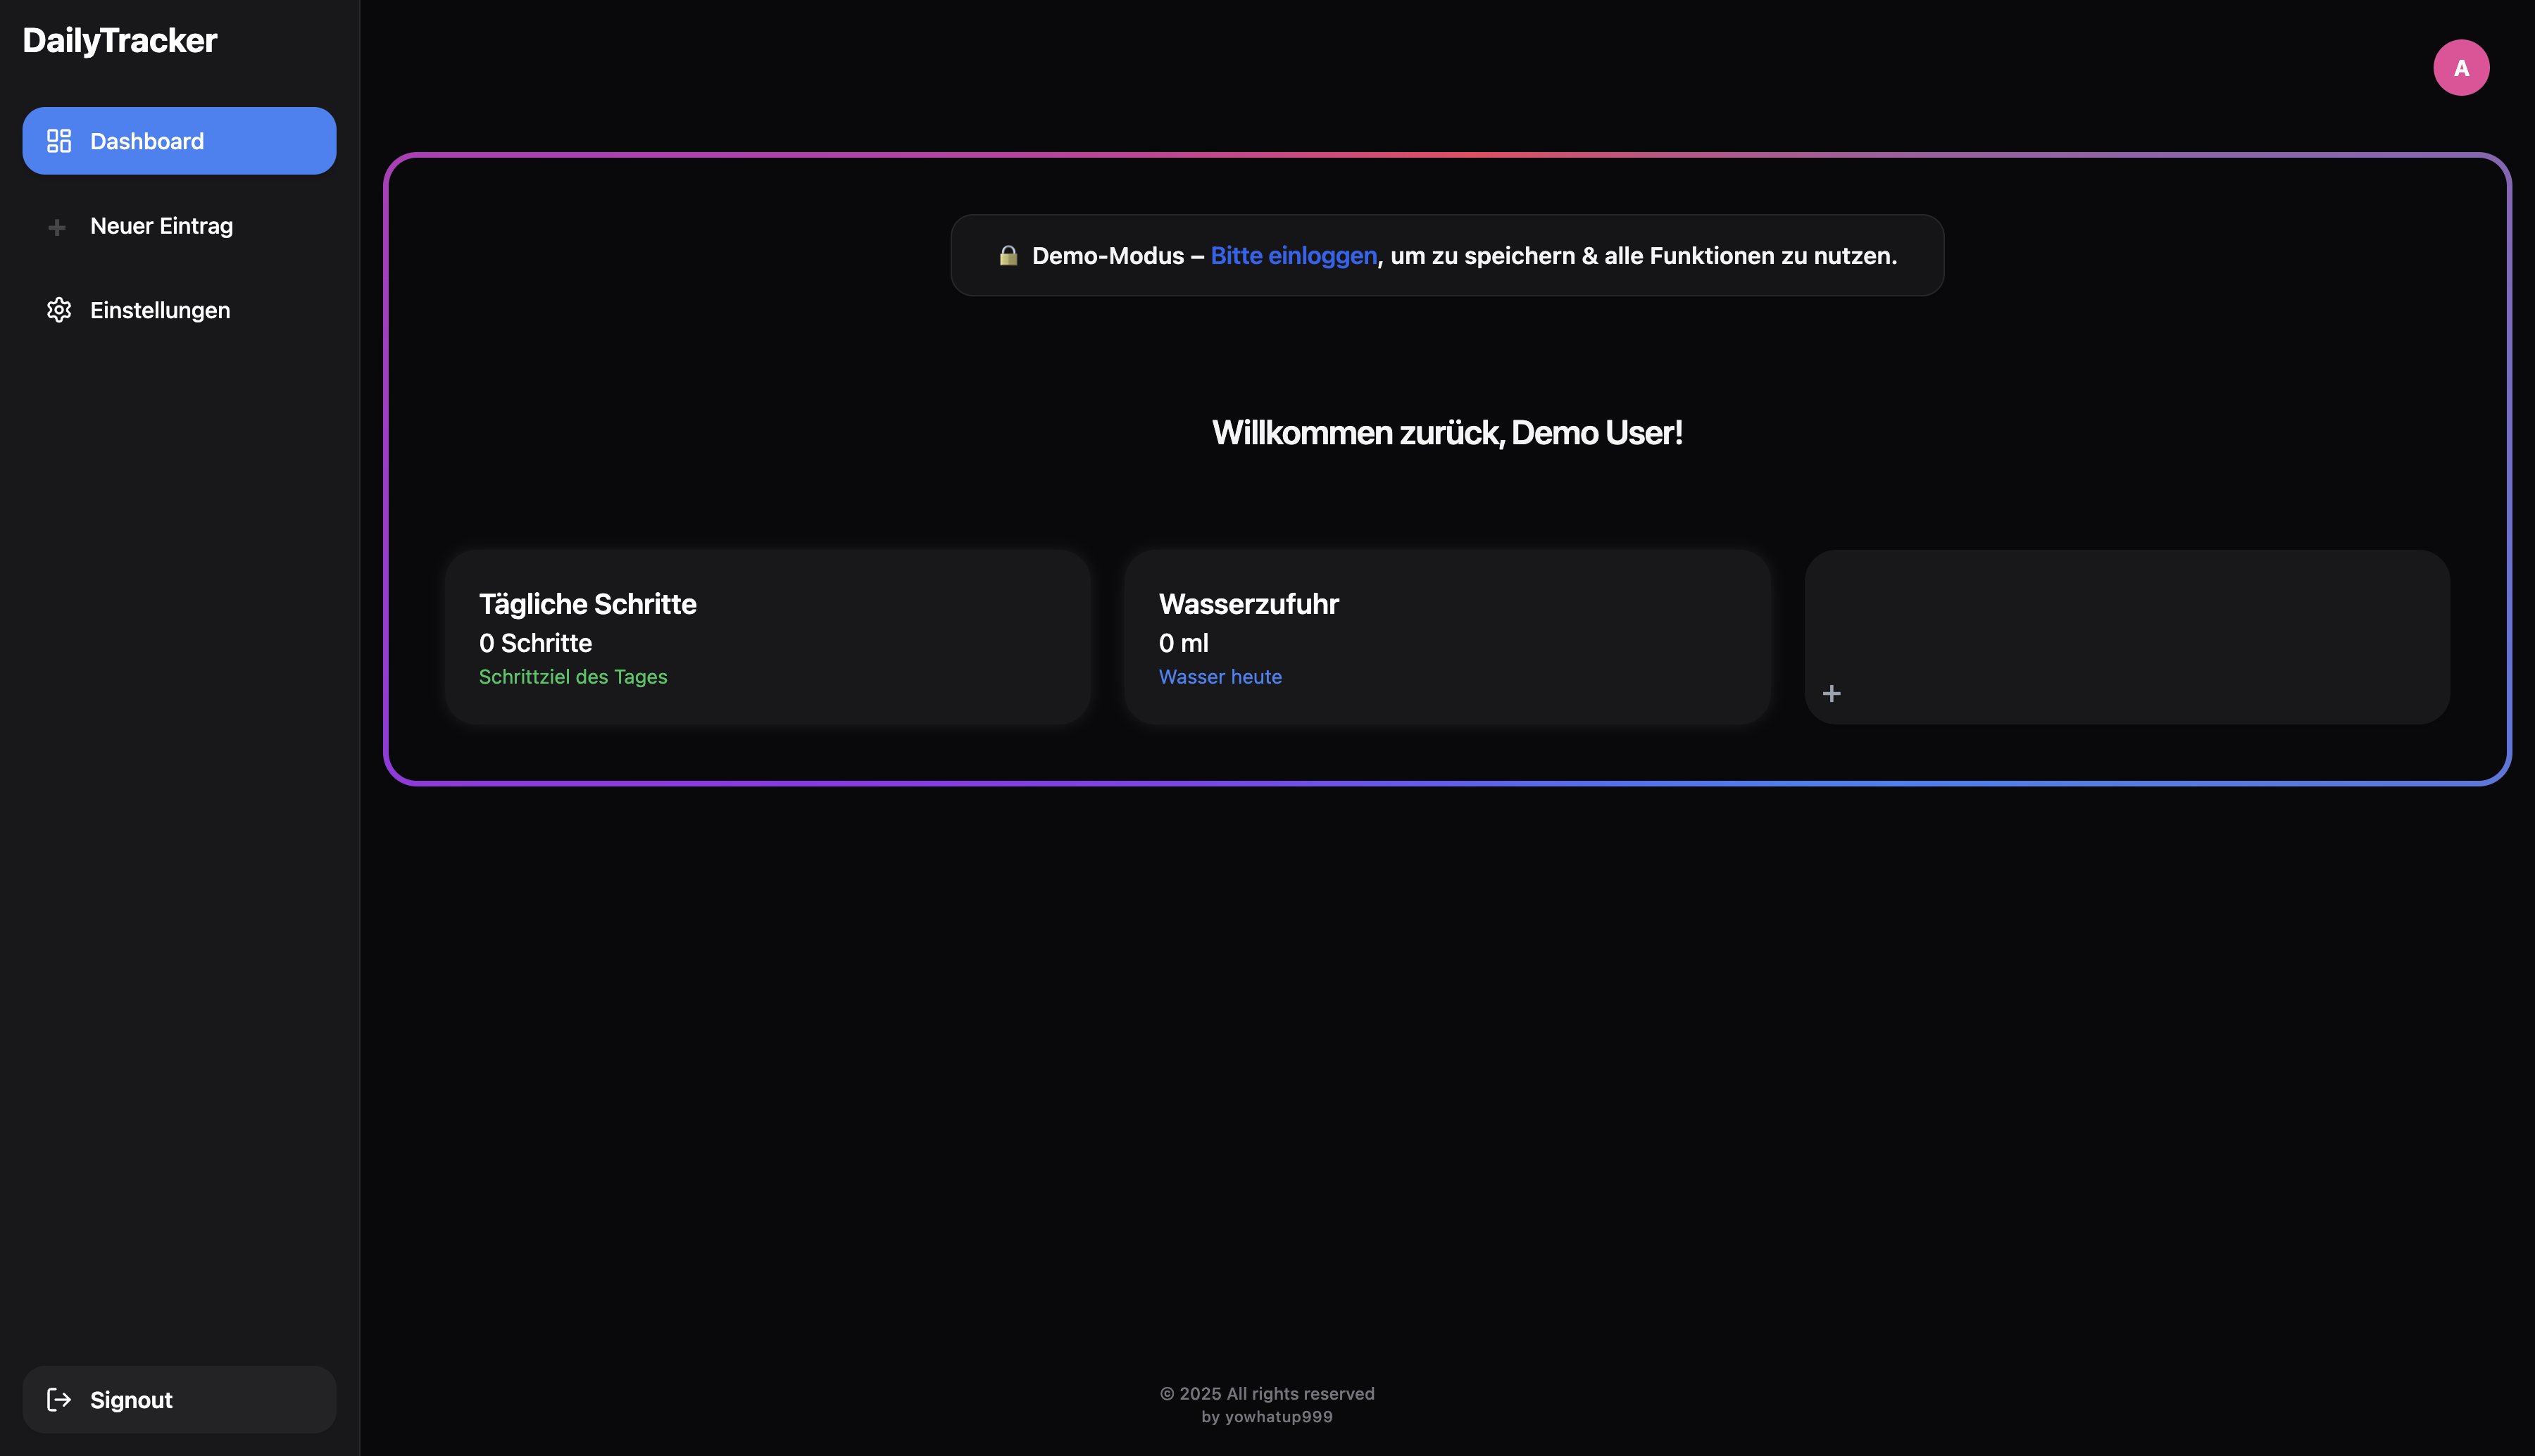 DailyTracker
A
Dashboard
Neuer Eintrag
Einstellungen
Demo-Modus – Bitte einloggen, um zu speichern & alle Funktionen zu nutzen.
Willkommen zurück, Demo User!
Tägliche Schritte
0 Schritte
Schrittziel des Tages
Wasserzufuhr
0 ml
Wasser heute
+
Signout
© 2025 All rights reserved
by yowhatup999